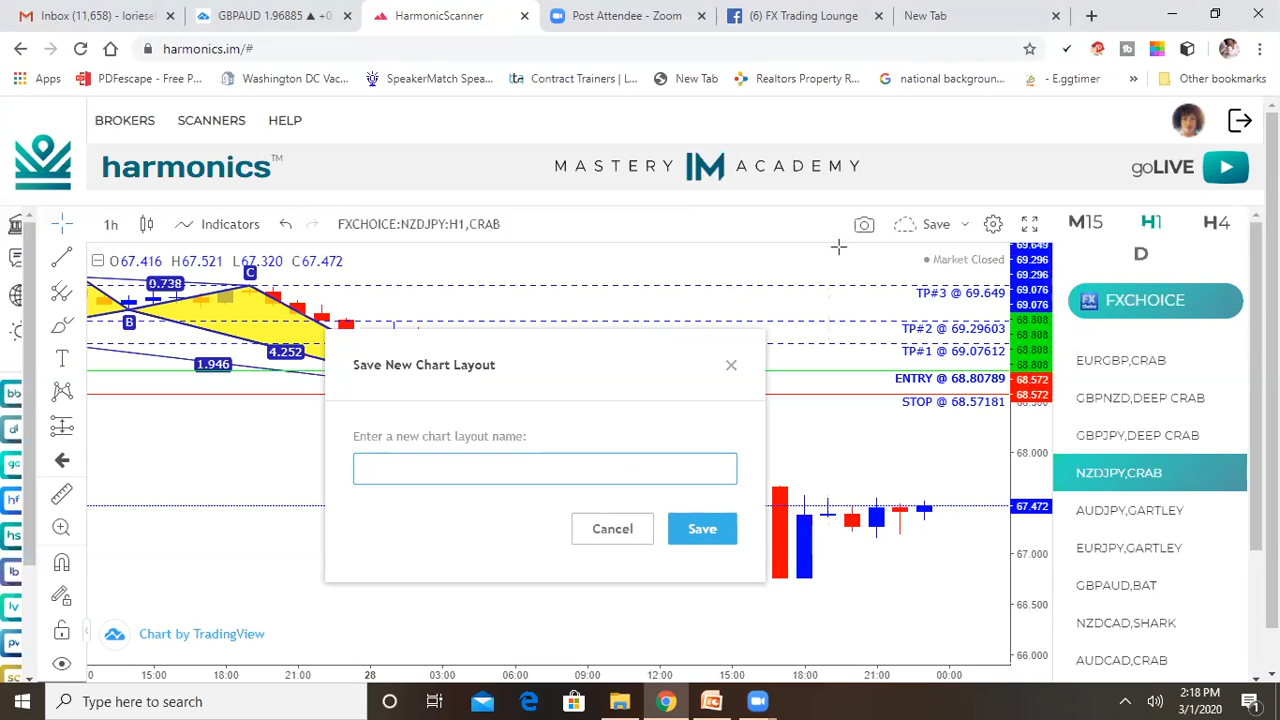 Inbox (11,658) - loriesel
GBPAUD 1.96885 ▲ +0
HarmonicScanner
Post Attendee - Zoom
(6) FX Trading Lounge
New Tab
harmonics.im/#
Apps
PDFescape - Free P...
Washington DC Vac...
SpeakerMatch Spea...
Contract Trainers | L...
New Tab
Realtors Property R...
national backgroun...
- E.ggtimer
»
Other bookmarks
BROKERS SCANNERS HELP
harmonics™
MASTERY IM ACADEMY
goLIVE
1h
Indicators
FXCHOICE:NZDJPY:H1,CRAB
Save
M15 H1 H4
D
O67.416 H67.521 L67.320 C67.472
Market Closed
69.649
69.296
69.296
69.076
69.076
68.808
68.808
68.808
68.808
68.572
68.572
68.000
67.472
67.000
66.500
66.000
0.738
C
B
4.252
1.946
TP#3 @ 69.649
TP#2 @ 69.29603
TP#1 @ 69.07612
ENTRY @ 68.80789
STOP @ 68.57181
FXCHOICE
EURGBP,CRAB
GBPNZD,DEEP CRAB
GBPJPY,DEEP CRAB
NZDJPY,CRAB
AUDJPY,GARTLEY
EURJPY,GARTLEY
GBPAUD,BAT
NZDCAD,SHARK
AUDCAD,CRAB
Save New Chart Layout
Enter a new chart layout name:
Cancel
Save
Chart by TradingView
15:00 18:00 21:00 28 03:00 06:00 09:00 12:00 15:00 18:00 21:00 00:00
Type here to search
2:18 PM
3/1/2020